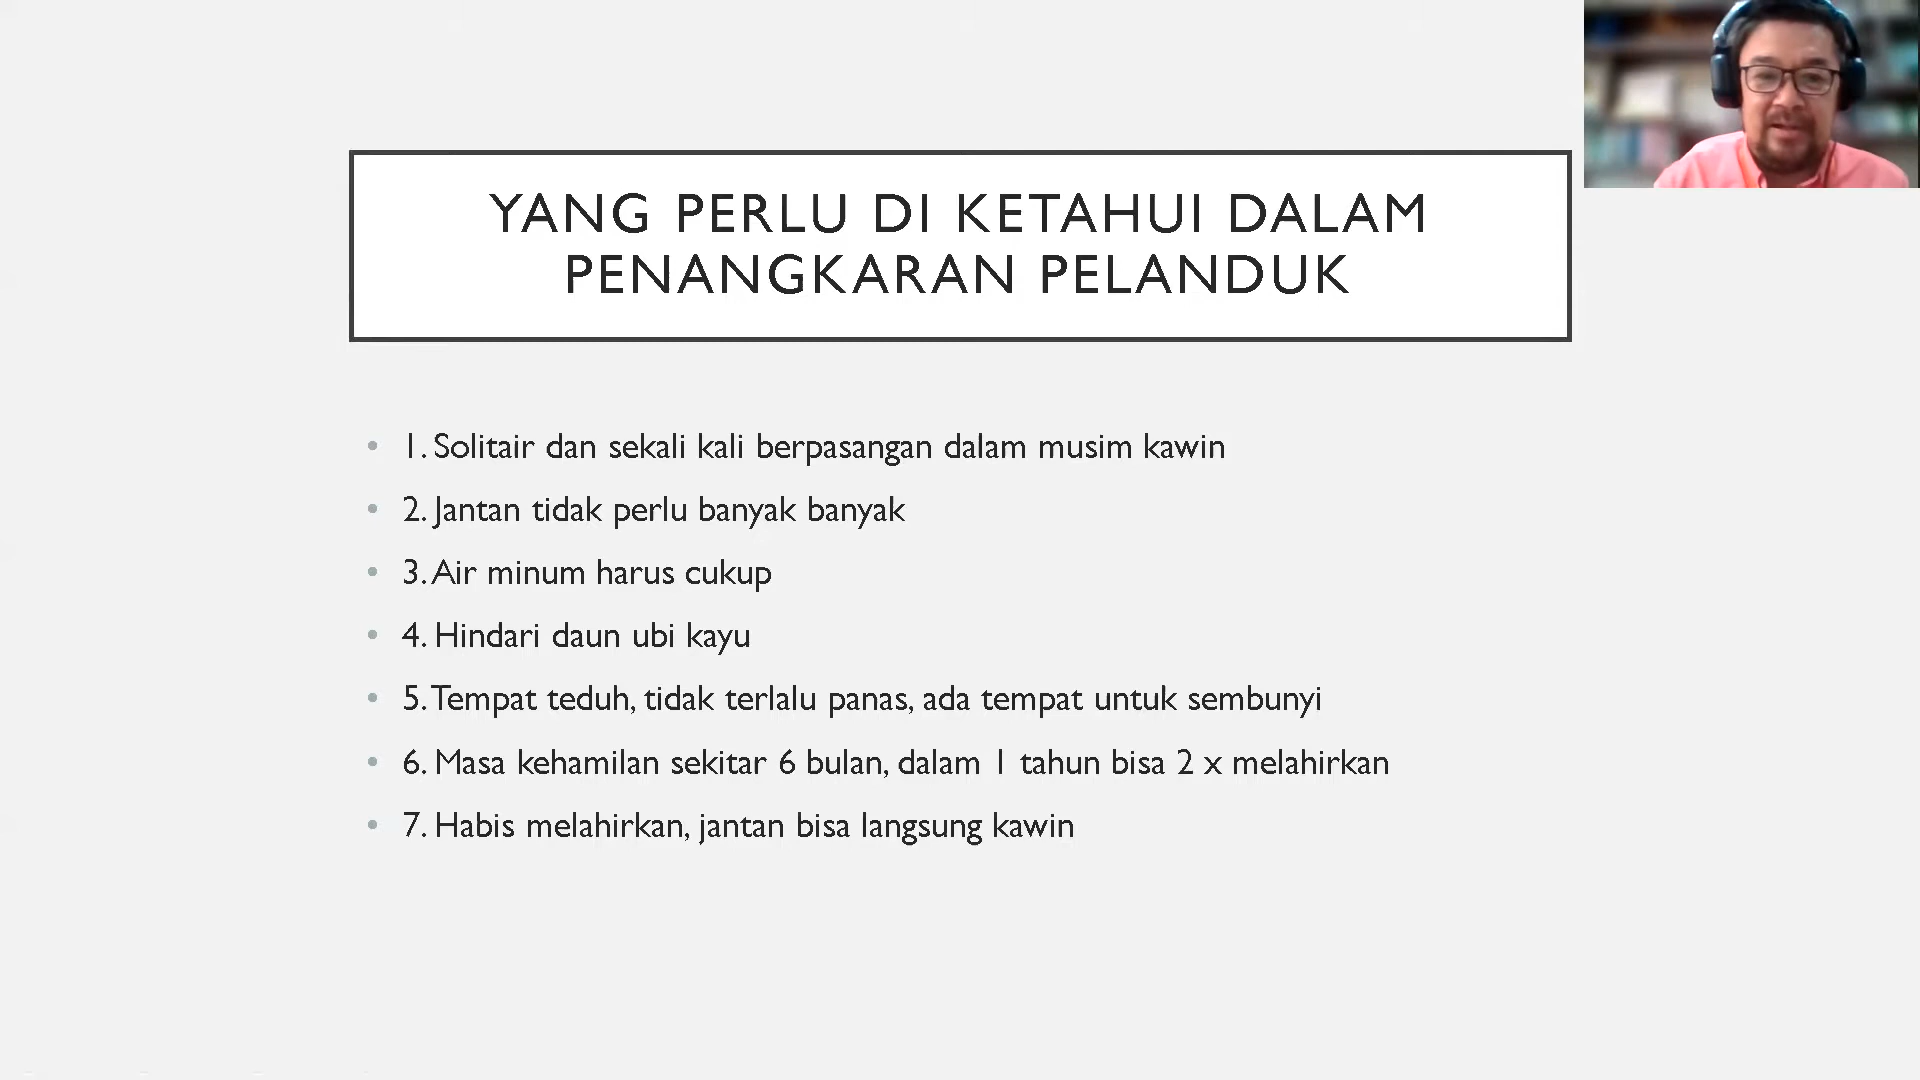 YANG PERLU DI KETAHUI DALAM
PENANGKARAN PELANDUK
• 1. Solitair dan sekali kali berpasangan dalam musim kawin
• 2. Jantan tidak perlu banyak banyak
• 3. Air minum harus cukup
• 4. Hindari daun ubi kayu
• 5. Tempat teduh, tidak terlalu panas, ada tempat untuk sembunyi
• 6. Masa kehamilan sekitar 6 bulan, dalam 1 tahun bisa 2 x melahirkan
• 7. Habis melahirkan, jantan bisa langsung kawin